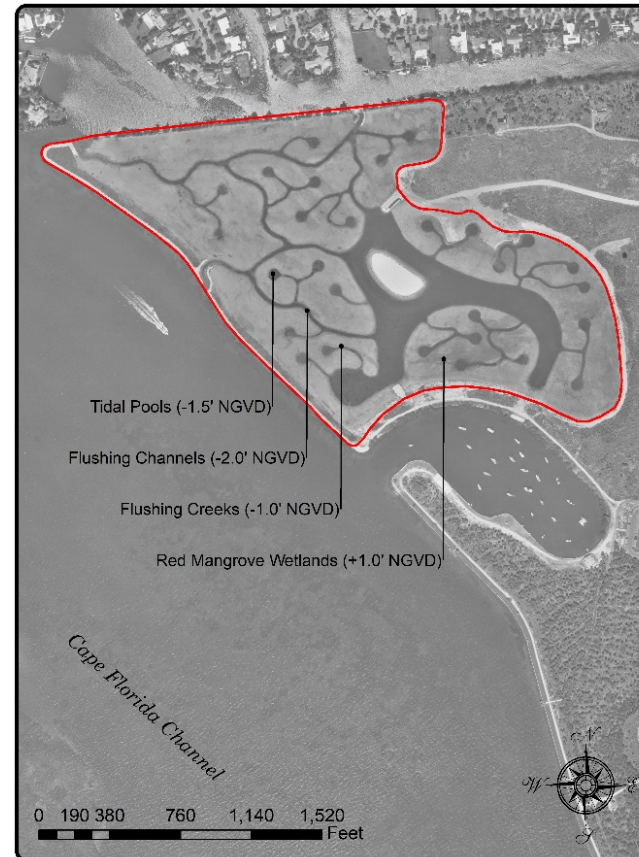 Tidal Pools (-1.5' NGVD)
Flushing Channels (-2.0' NGVD)
Flushing Creeks (-1.0' NGVD)
Red Mangrove Wetlands (+1.0' NGVD)
Cape Florida Channel
N
W
E
S
0 190 380 760 1,140 1,520
Feet